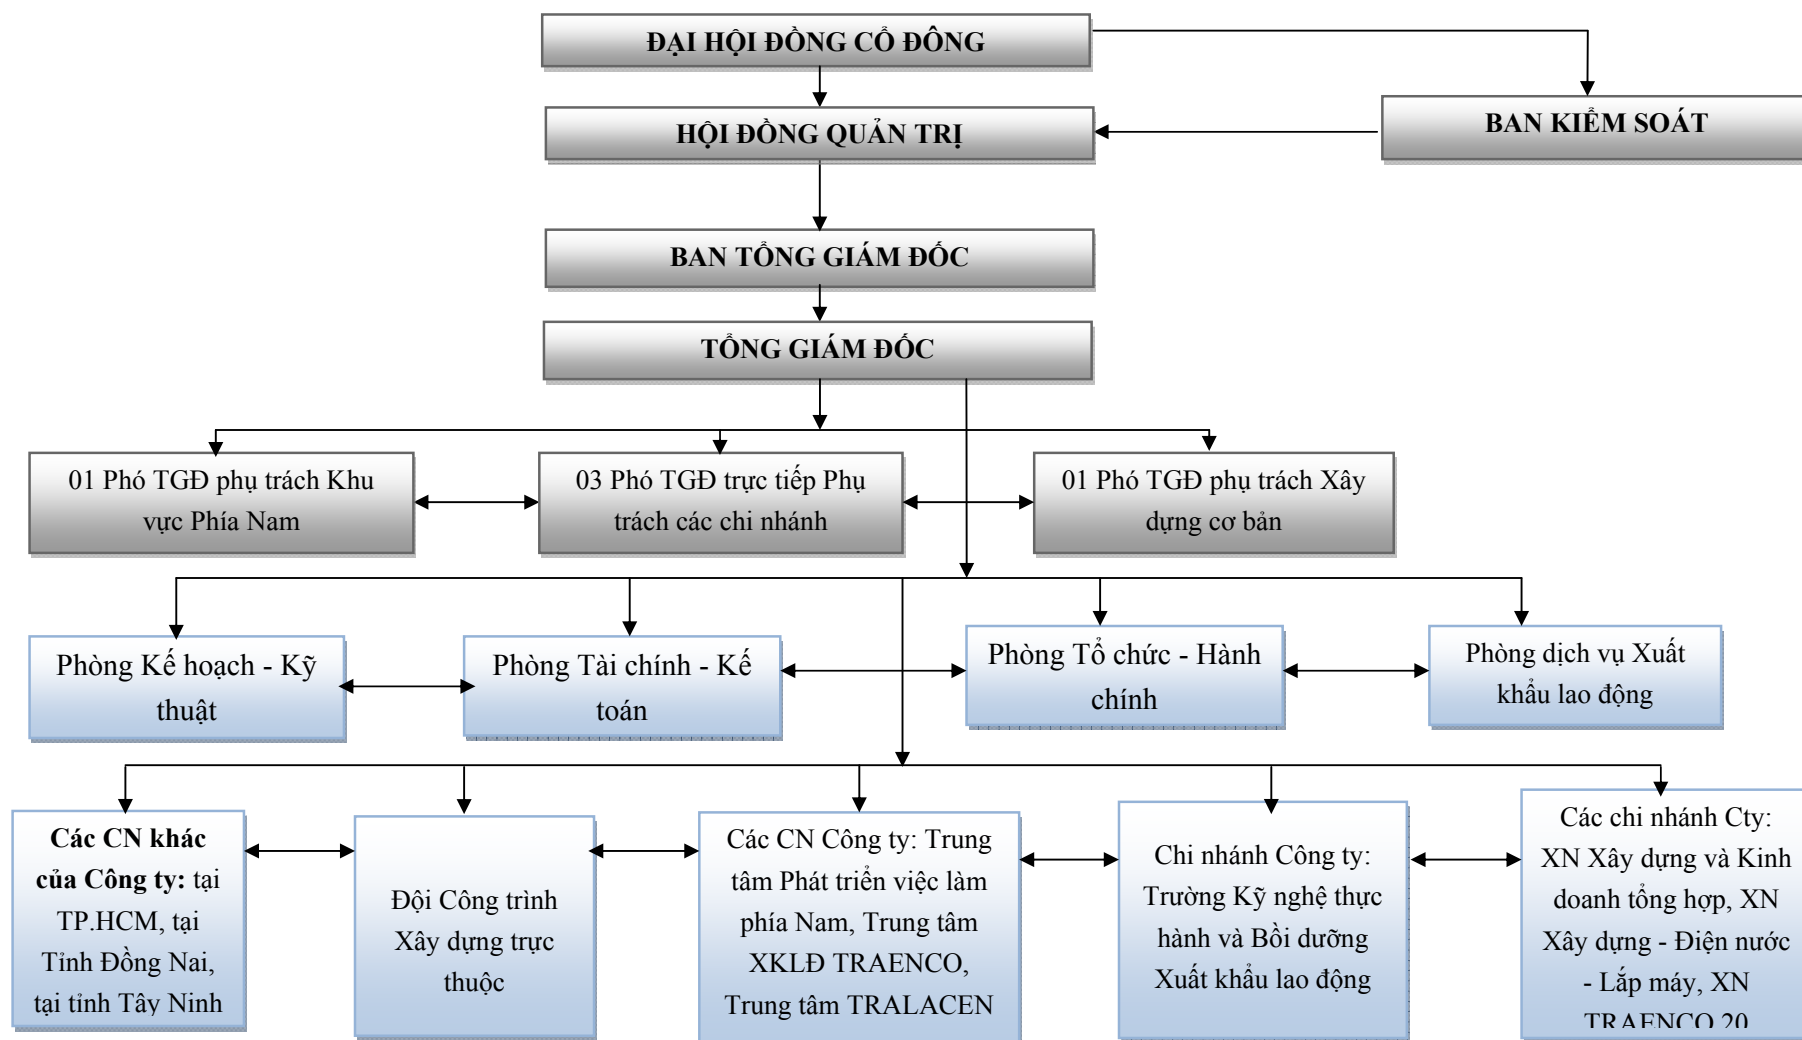 ĐẠI HỘI ĐỒNG CỔ ĐÔNG
HỘI ĐỒNG QUẢN TRỊ
BAN KIỂM SOÁT
BAN TỔNG GIÁM ĐỐC
TỔNG GIÁM ĐỐC
01 Phó TGĐ phụ trách Khu
vực Phía Nam
03 Phó TGĐ trực tiếp Phụ
trách các chi nhánh
01 Phó TGĐ phụ trách Xây
dựng cơ bản
Phòng Kế hoạch - Kỹ
thuật
Phòng Tài chính - Kế
toán
Phòng Tổ chức - Hành
chính
Phòng dịch vụ Xuất
khẩu lao động
Các CN khác
của Công ty: tại
TP.HCM, tại
Tỉnh Đồng Nai,
tại tỉnh Tây Ninh
Đội Công trình
Xây dựng trực
thuộc
Các CN Công ty: Trung
tâm Phát triển việc làm
phía Nam, Trung tâm
XKLĐ TRAENCO,
Trung tâm TRALACEN
Chi nhánh Công ty:
Trường Kỹ nghệ thực
hành và Bồi dưỡng
Xuất khẩu lao động
Các chi nhánh Cty:
XN Xây dựng và Kinh
doanh tổng hợp, XN
Xây dựng - Điện nước
- Lắp máy, XN
TRAENCO 20